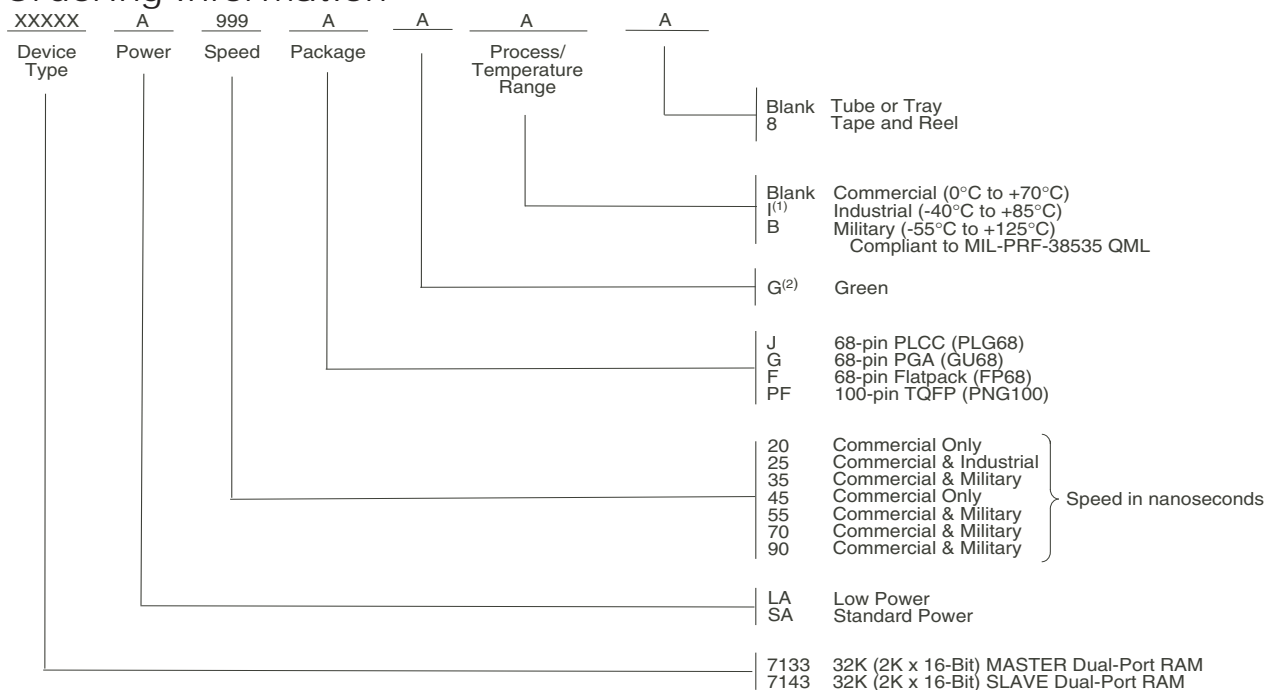 Ordering Information
XXXXX A 999 A A A A
Device Type Power Speed Package Process/ Temperature Range
Blank Tube or Tray
8 Tape and Reel
Blank Commercial (0°C to +70°C)
I(1) Industrial (-40°C to +85°C)
B Military (-55°C to +125°C)
Compliant to MIL-PRF-38535 QML
G(2) Green
J 68-pin PLCC (PLG68)
G 68-pin PGA (GU68)
F 68-pin Flatpack (FP68)
PF 100-pin TQFP (PNG100)
20 Commercial Only
25 Commercial & Industrial
35 Commercial & Military
45 Commercial Only
Speed in nanoseconds
55 Commercial & Military
70 Commercial & Military
90 Commercial & Military
LA Low Power
SA Standard Power
7133 32K (2K x 16-Bit) MASTER Dual-Port RAM
7143 32K (2K x 16-Bit) SLAVE Dual-Port RAM